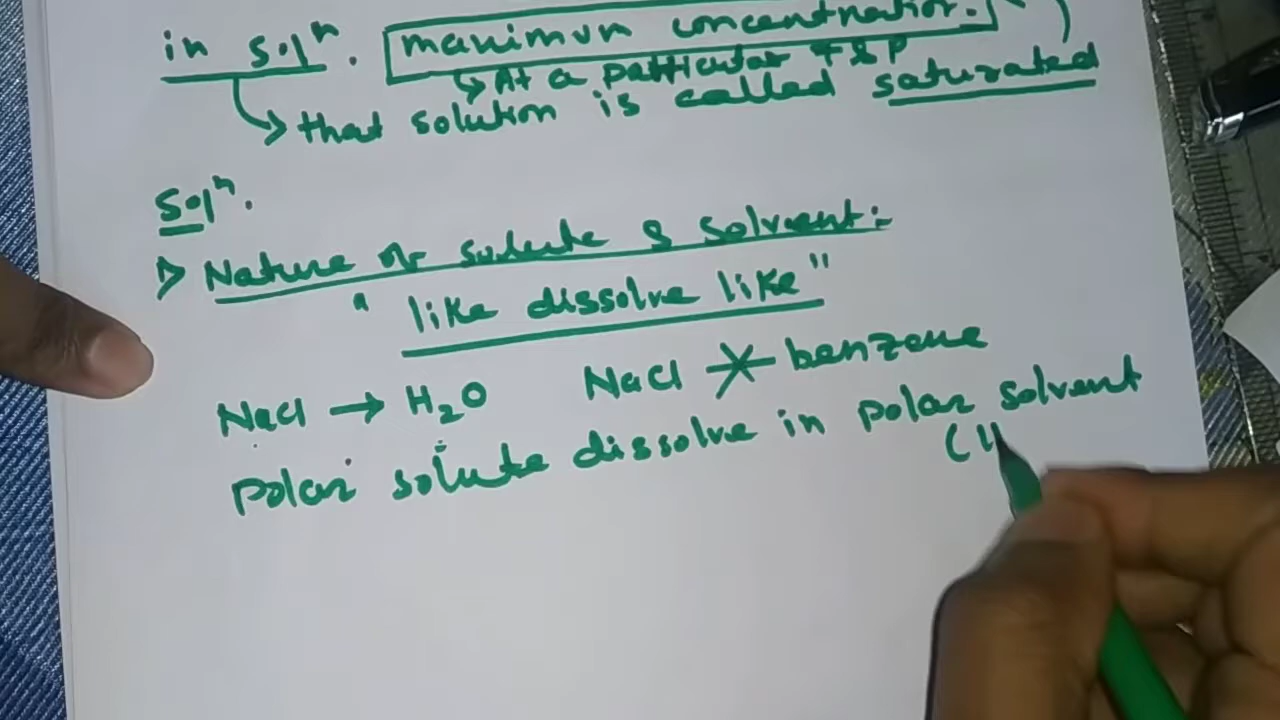 in Solⁿ. maximum concentration. )
↳ At a particular T & P
↳ that solution is called saturated
Solⁿ.
> Nature of solute & solvent:-
" like dissolve like "
NaCl → H₂O NaCl benzene
polar solute dissolve in polar solvent
(